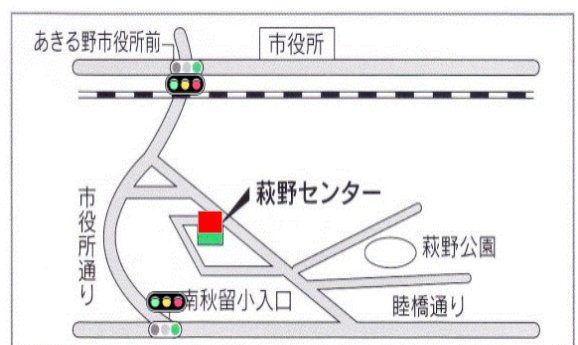 あきる野市役所前
市役所
萩野センター
市役所通り
萩野公園
南秋留小入口
睦橋通り